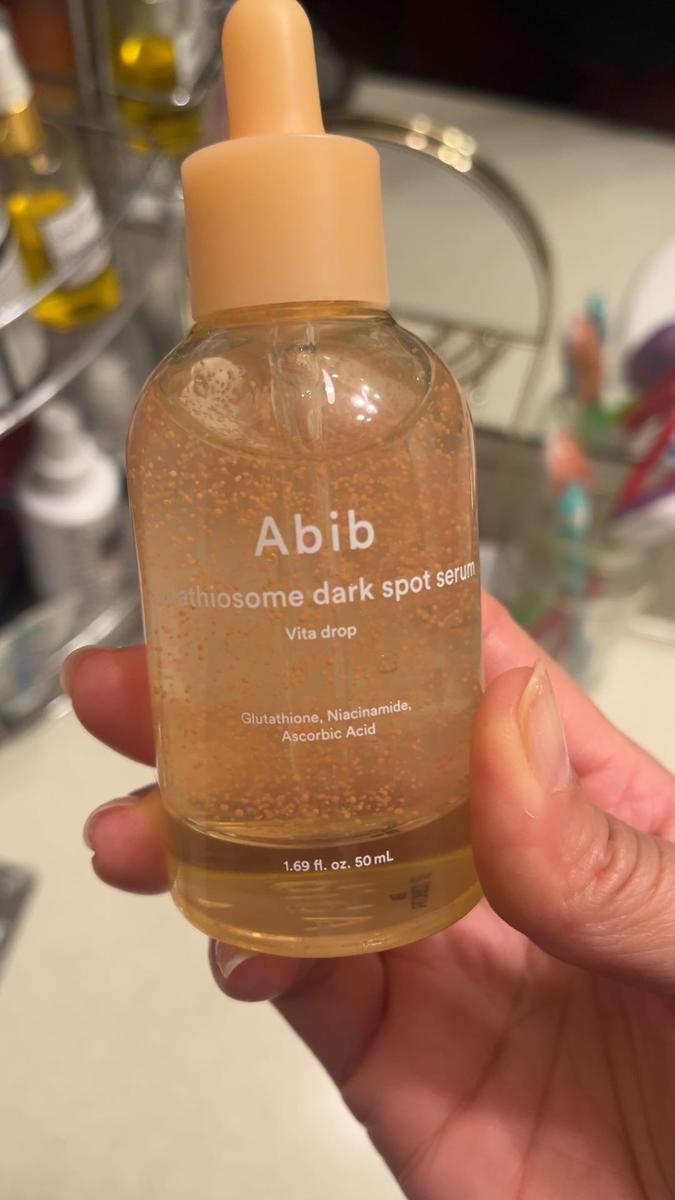 Abib
athiosome dark spot serum
Vita drop
Glutathione, Niacinamide,
Ascorbic Acid
1.69 fl. oz. 50 mL